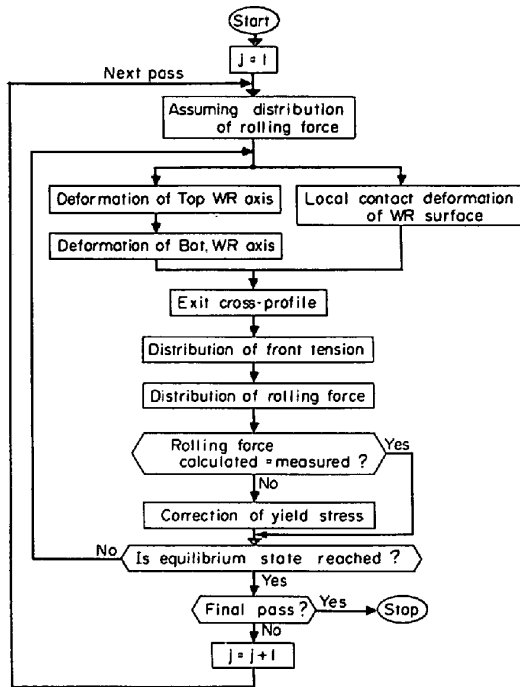 Start
j = 1
Next pass
Assuming distribution
of rolling force
Deformation of Top WR axis
Local contact deformation
of WR surface
Deformation of Bot, WR axis
Exit cross-profile
Distribution of front tension
Distribution of rolling force
Rolling force
calculated = measured ?
Yes
No
Correction of yield stress
No
Is equilibrium state reached ?
Yes
Final pass ?
Yes
Stop
No
j = j + 1